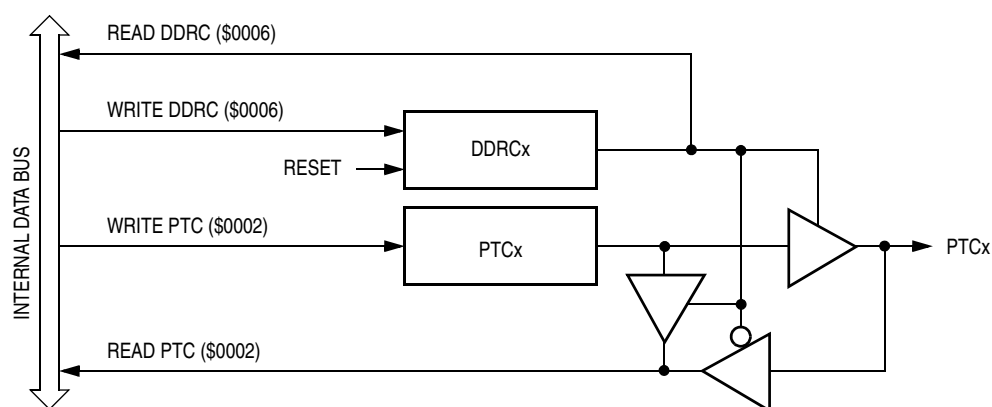 READ DDRC ($0006)
WRITE DDRC ($0006)
DDRCx
RESET
WRITE PTC ($0002)
PTCx
PTCx
READ PTC ($0002)
INTERNAL DATA BUS